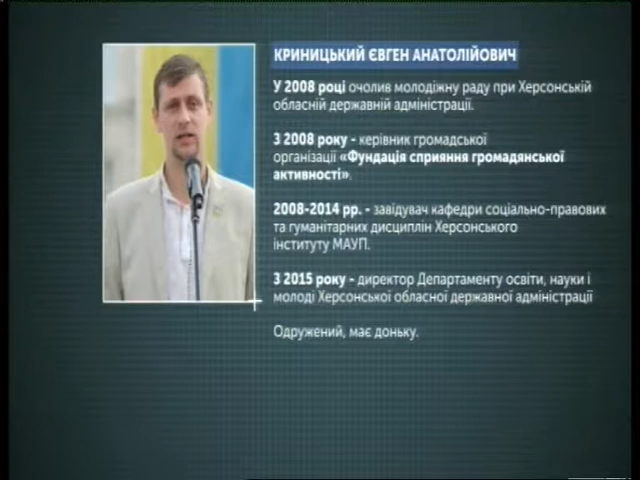 КРИНИЦЬКИЙ ЄВГЕН АНАТОЛІЙОВИЧ
У 2008 році очолив молодіжну раду при Херсонській
обласній державній адміністрації.
З 2008 року - керівник громадської
організації «Фундація сприяння громадянської
активності».
2008-2014 рр. - завідувач кафедри соціально-правових
та гуманітарних дисциплін Херсонського
інституту МАУП.
З 2015 року - директор Департаменту освіти, науки і
молоді Херсонської обласної державної адміністрації
Одружений, має доньку.